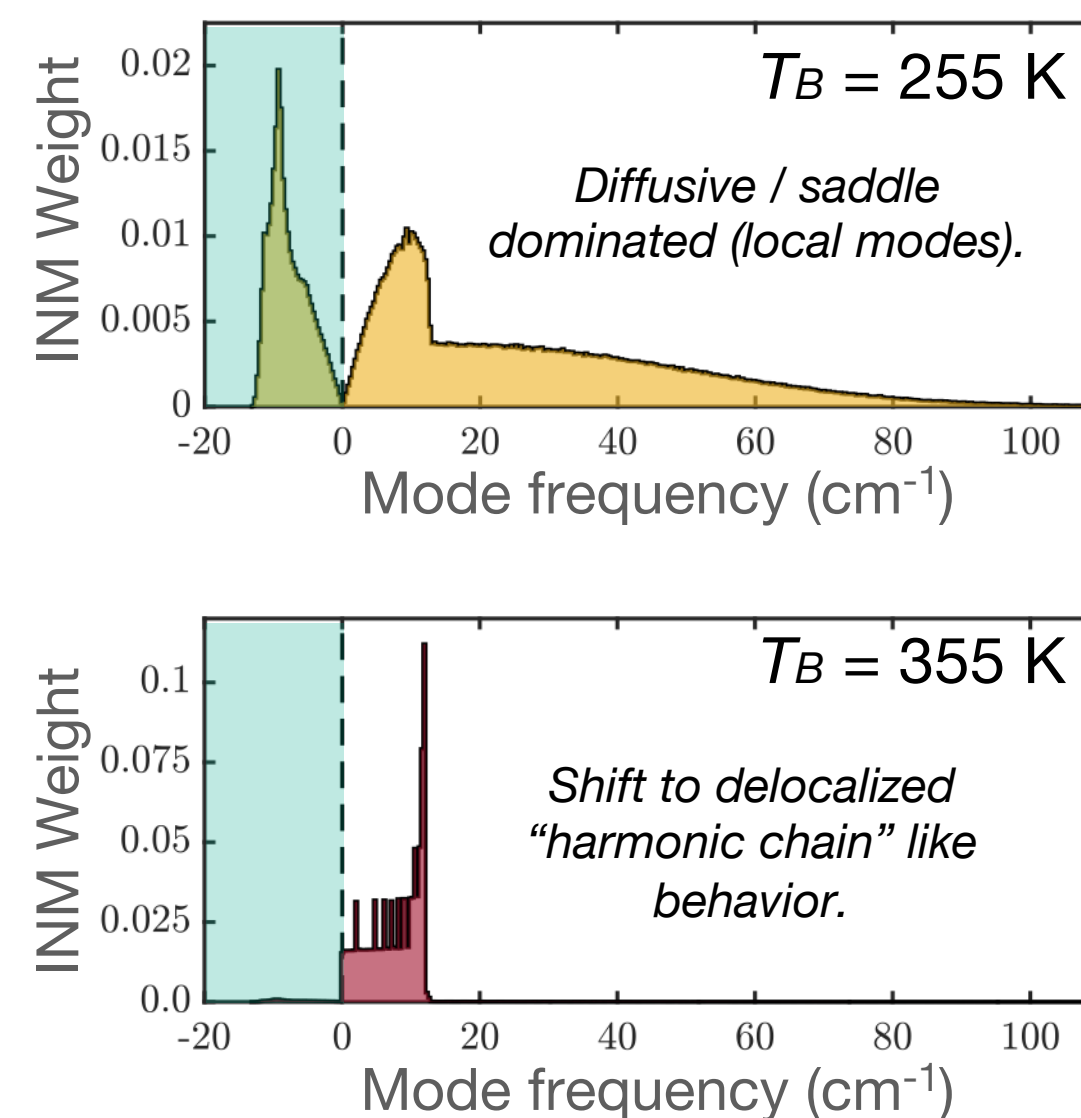 INM Weight
0.02
0.015
0.01
0.005
0
TB = 255 K
Diffusive / saddle
dominated (local modes).
-20 0 20 40 60 80 100
Mode frequency (cm-1)
INM Weight
0.1
0.075
0.05
0.025
0.0
TB = 355 K
Shift to delocalized
“harmonic chain” like
behavior.
-20 0 20 40 60 80 100
Mode frequency (cm-1)